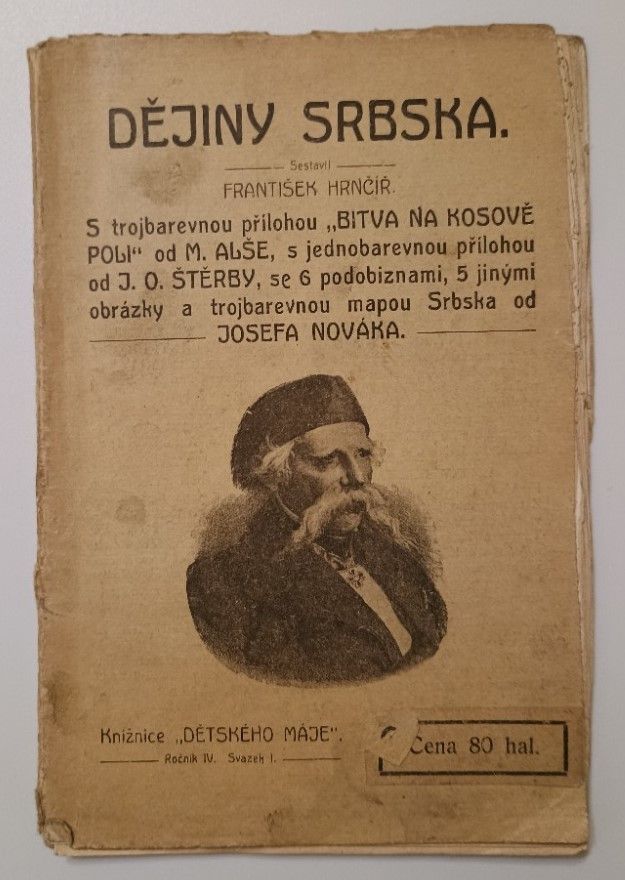 DĚJINY SRBSKA.
Sestavil
FRANTIŠEK HRNČÍŘ.
S trojbarevnou přílohou „BITVA NA KOSOVĚ
POLI“ od M. ALŠE, s jednobarevnou přílohou
od J. O. ŠTĚRBY, se 6 podobiznami, 5 jinými
obrázky a trojbarevnou mapou Srbska od
JOSEFA NOVÁKA.
Knižnice „DĚTSKÉHO MÁJE“.
Ročník IV. Svazek I.
Cena 80 hal.